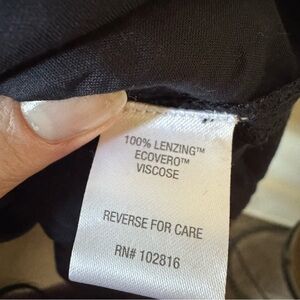 100% LENZING™
ECOVERO™
VISCOSE
REVERSE FOR CARE
RN# 102816